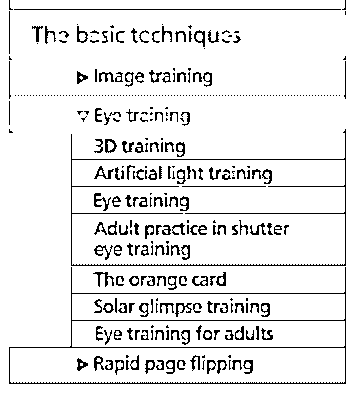 The basic techniques
Image training
Eye training
3D training
Artificial light training
Eye training
Adult practice in shutter
eye training
The orange card
Solar glimpse training
Eye training for adults
Rapid page flipping